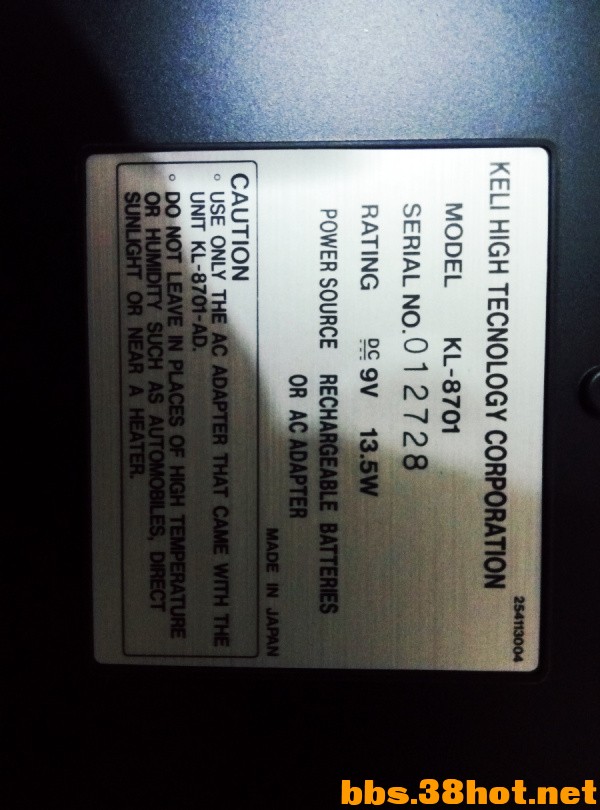 254113004
KELI HIGH TECNOLOGY CORPORATION
MODEL KL-8701
SERIAL NO. 012728
RATING DC 9V 13.5W
POWER SOURCE RECHARGEABLE BATTERIES
OR AC ADAPTER
MADE IN JAPAN
CAUTION
◦ USE ONLY THE AC ADAPTER THAT CAME WITH THE
UNIT KL-8701-AD.
◦ DO NOT LEAVE IN PLACES OF HIGH TEMPERATURE
OR HUMIDITY SUCH AS AUTOMOBILES, DIRECT
SUNLIGHT OR NEAR A HEATER.
bbs.38hot.net